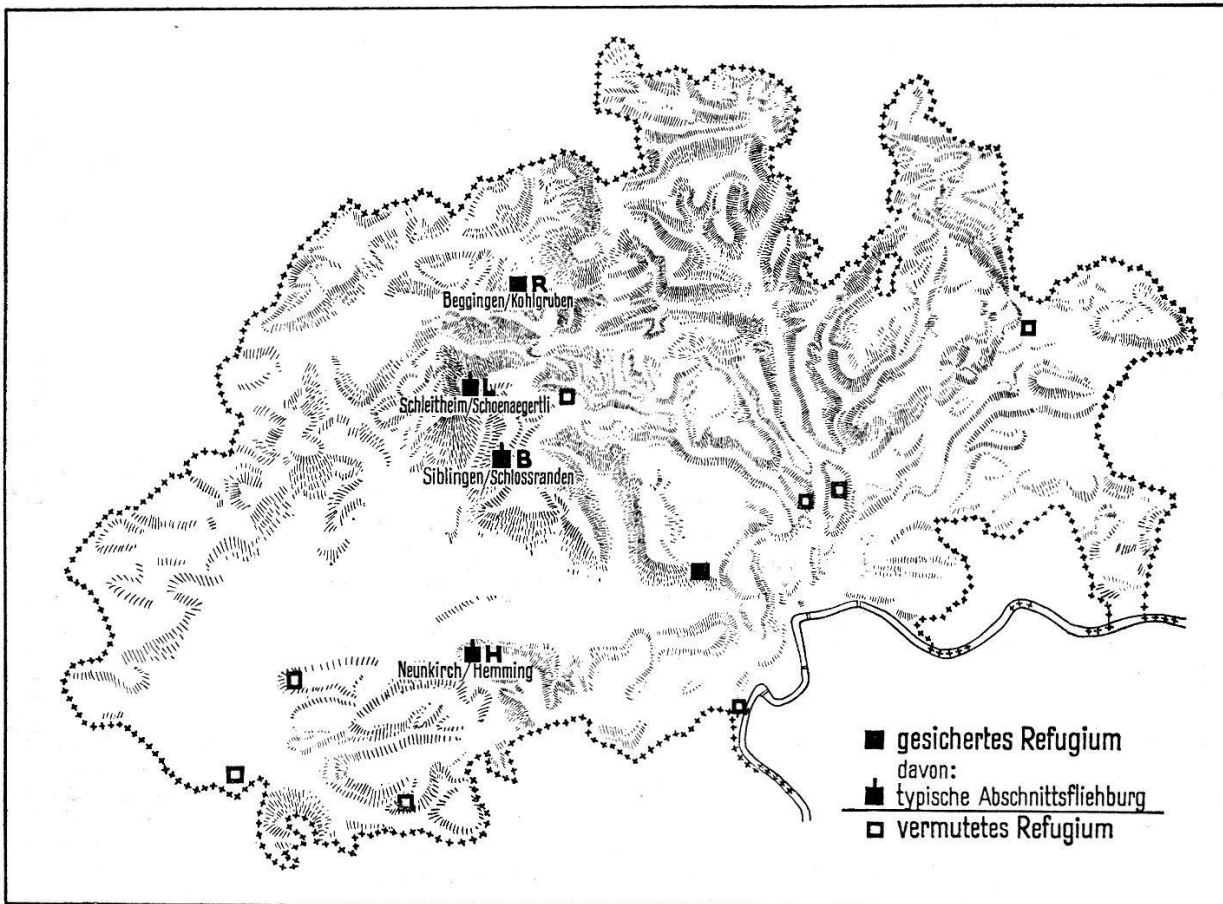 R
Beggingen/Kohlgruben
L
Schleitheim/Schoenaegertli
B
Siblingen/Schlossranden
H
Neunkirch/Hemming
gesichertes Refugium
davon:
typische Abschnittsfliehburg
vermutetes Refugium